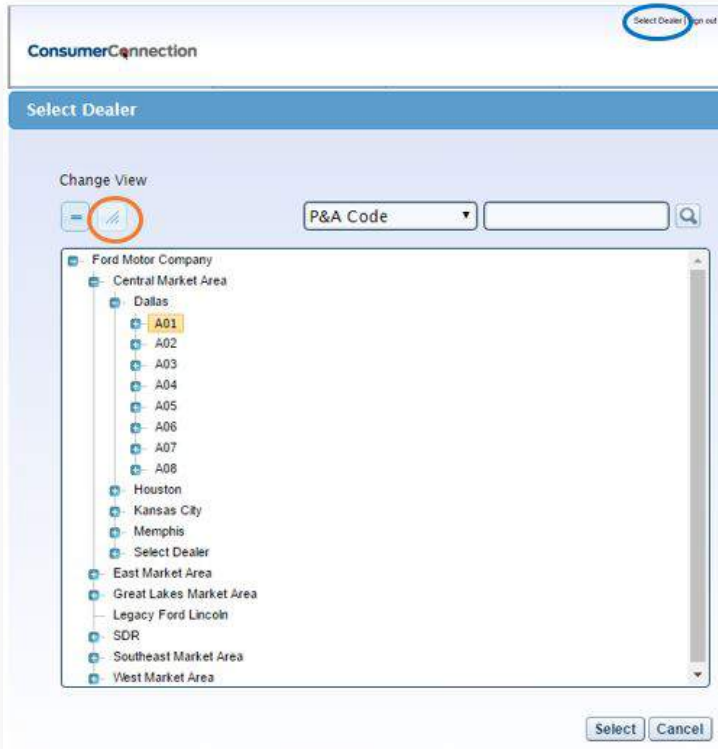 Select Dealer | Sign out
ConsumerConnection
Select Dealer
Change View
P&A Code
Ford Motor Company
Central Market Area
Dallas
A01
A02
A03
A04
A05
A06
A07
A08
Houston
Kansas City
Memphis
Select Dealer
East Market Area
Great Lakes Market Area
Legacy Ford Lincoln
SDR
Southeast Market Area
West Market Area
Select Cancel